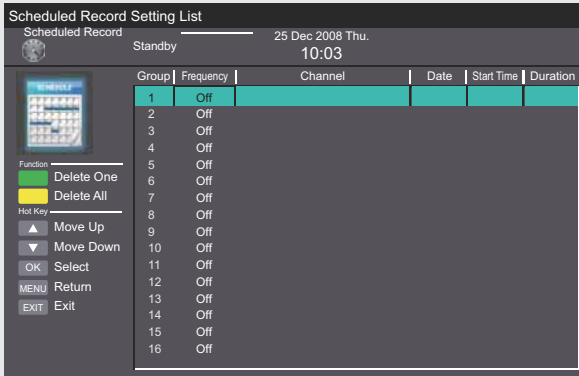 Scheduled Record Setting List
Scheduled Record
Standby
25 Dec 2008 Thu.
10:03
SCHEDULE
Group Frequency Channel Date Start Time Duration
1 Off
2 Off
3 Off
4 Off
5 Off
6 Off
7 Off
8 Off
9 Off
10 Off
11 Off
12 Off
13 Off
14 Off
15 Off
16 Off
Function
Delete One
Delete All
Hot Key
▲ Move Up
▼ Move Down
OK Select
MENU Return
EXIT Exit